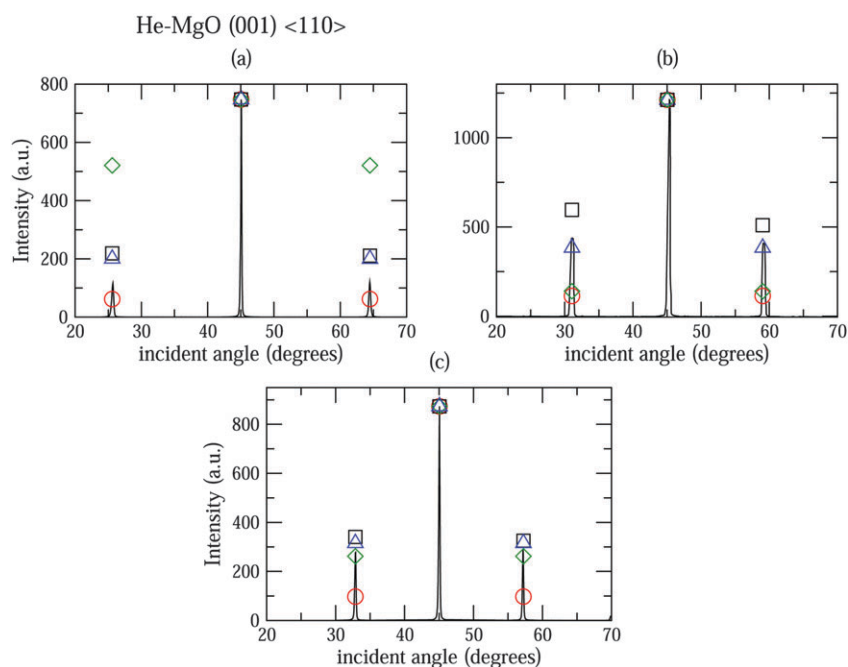 He-MgO (001) <110>
(a)
(b)
800
600
400
200
0
Intensity (a.u.)
20 30 40 50 60 70
incident angle (degrees)
1000
500
0
20 30 40 50 60 70
incident angle (degrees)
(c)
800
600
400
200
0
Intensity (a.u.)
20 30 40 50 60 70
incident angle (degrees)